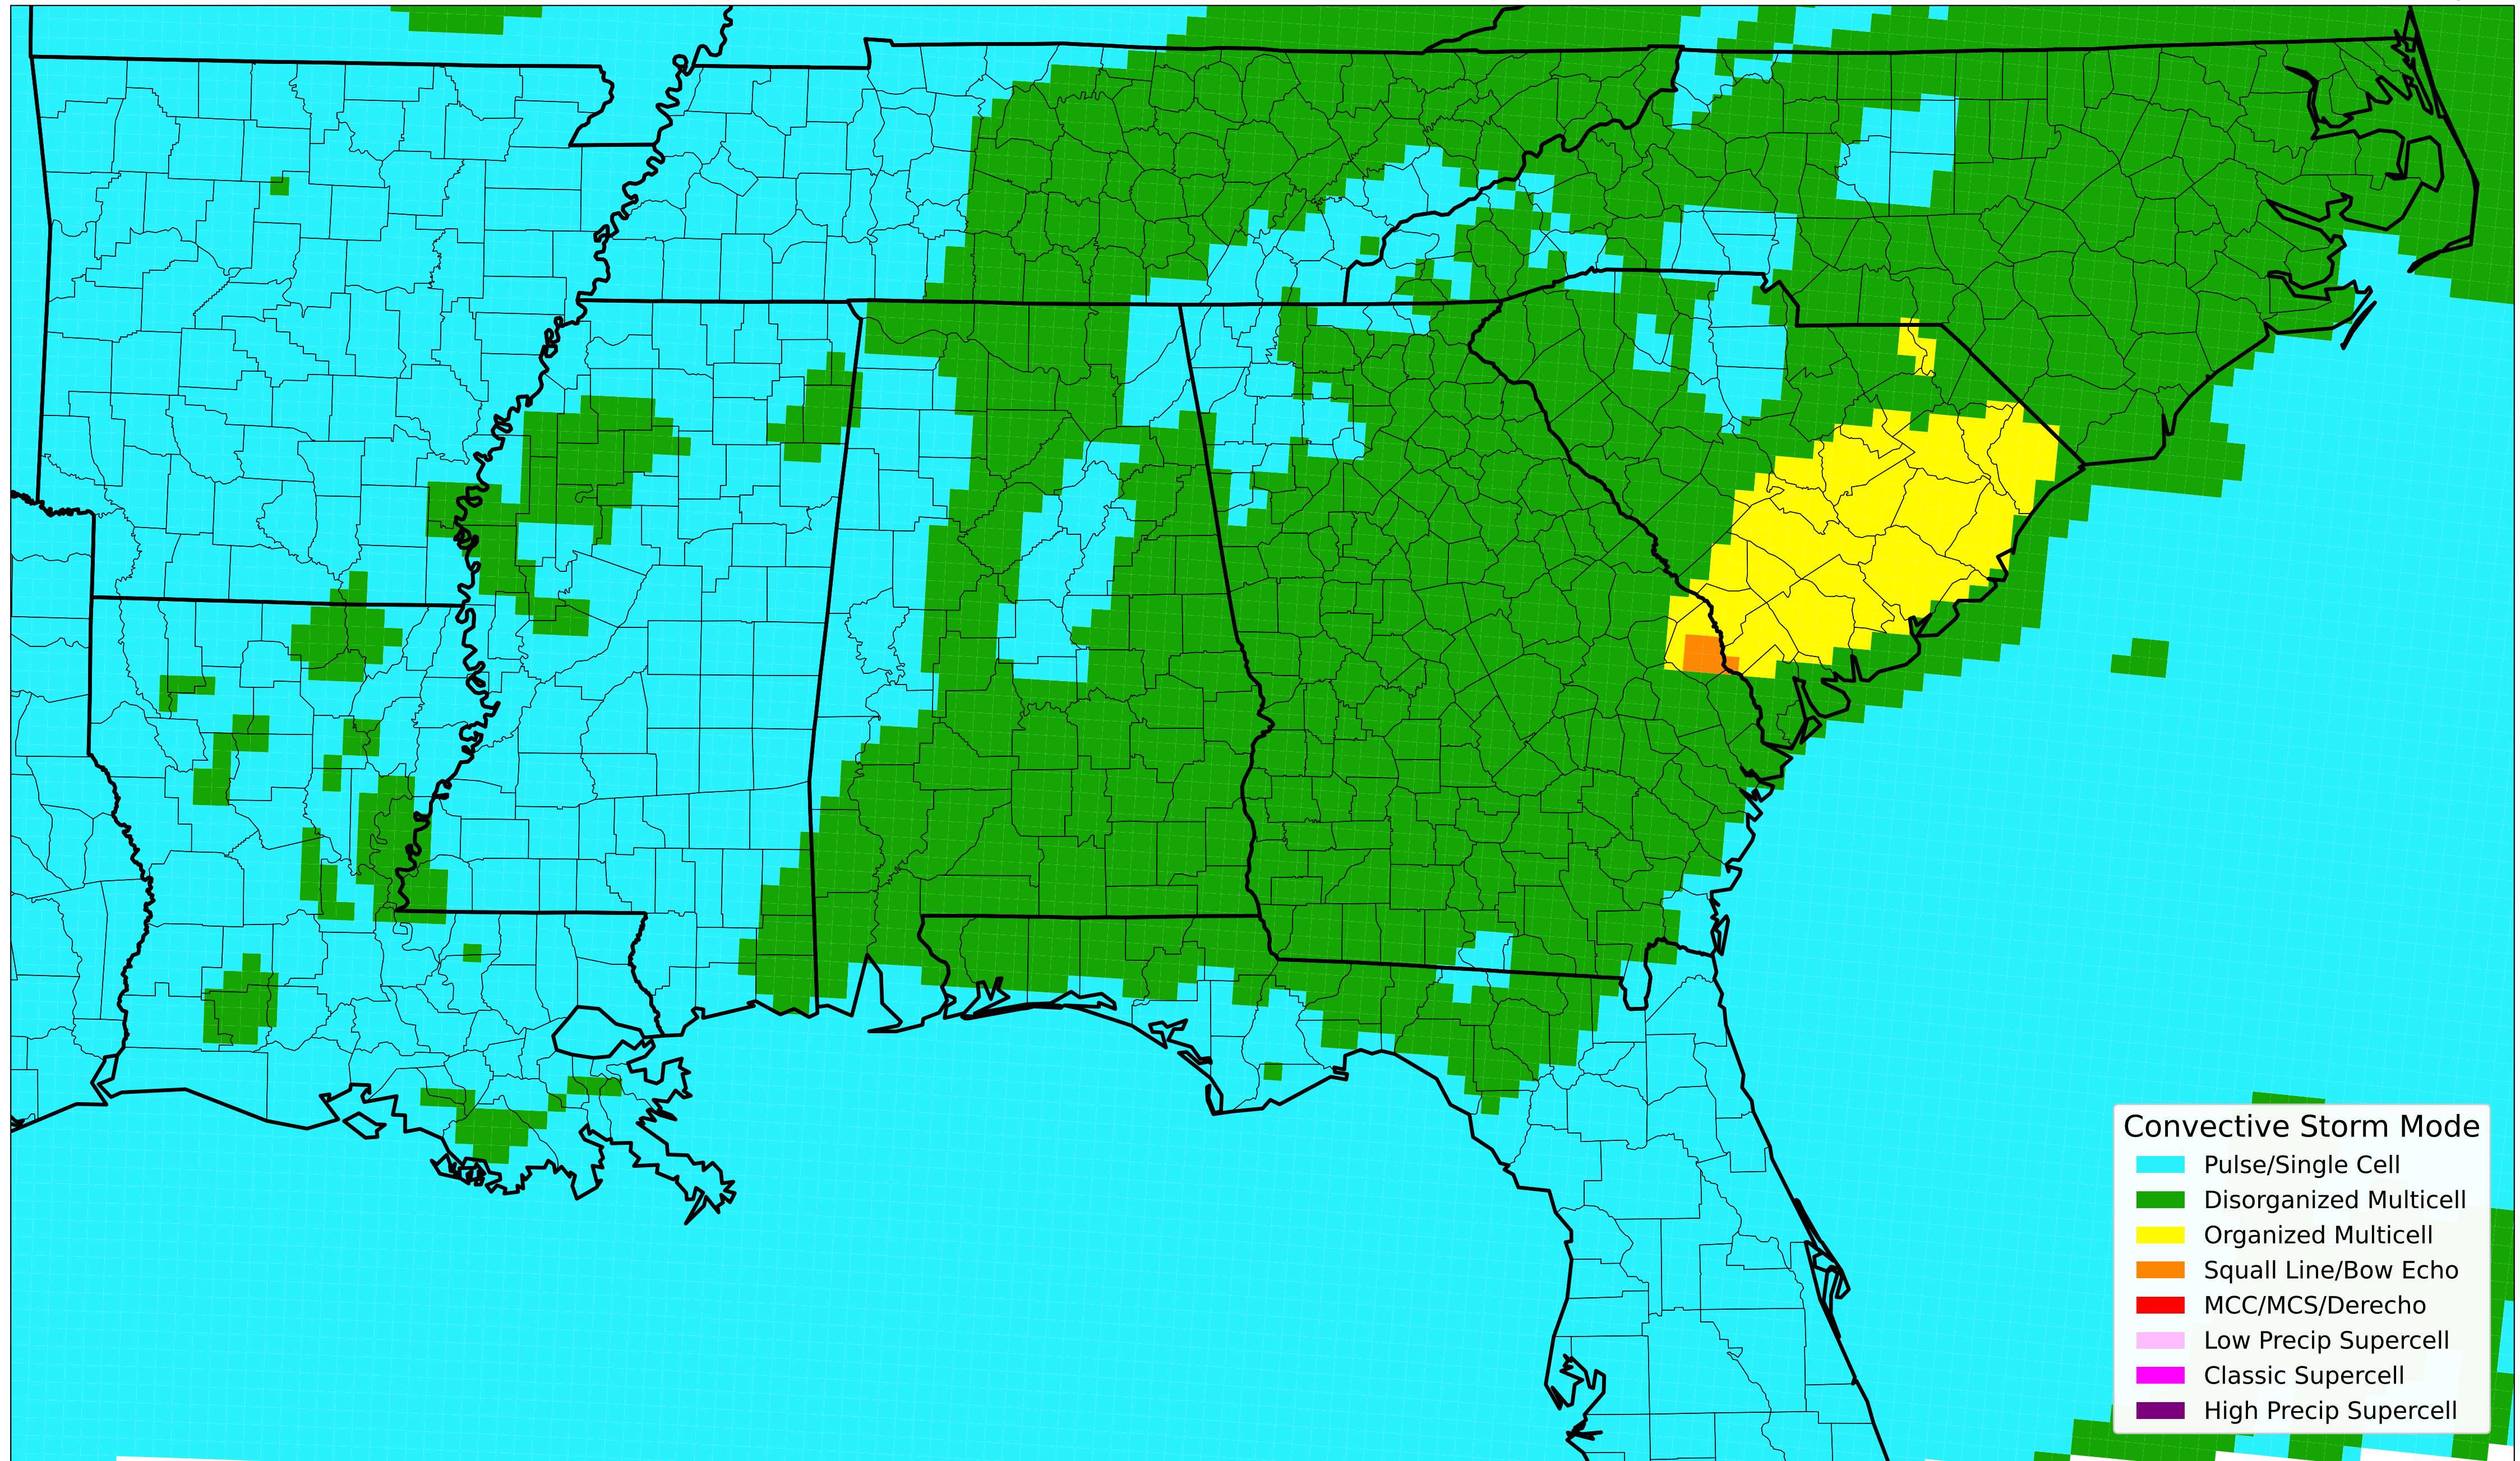 Convective Storm Mode
Pulse/Single Cell
Disorganized Multicell
Organized Multicell
Squall Line/Bow Echo
MCC/MCS/Derecho
Low Precip Supercell
Classic Supercell
High Precip Supercell